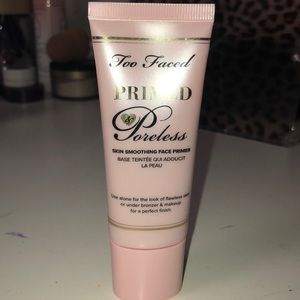 Too Faced
PRIMED
&
Poreless
SKIN SMOOTHING FACE PRIMER
BASE TEINTÉE QUI ADOUCIT
LA PEAU
Use alone for the look of flawless skin
or under bronzer & makeup
for a perfect finish.